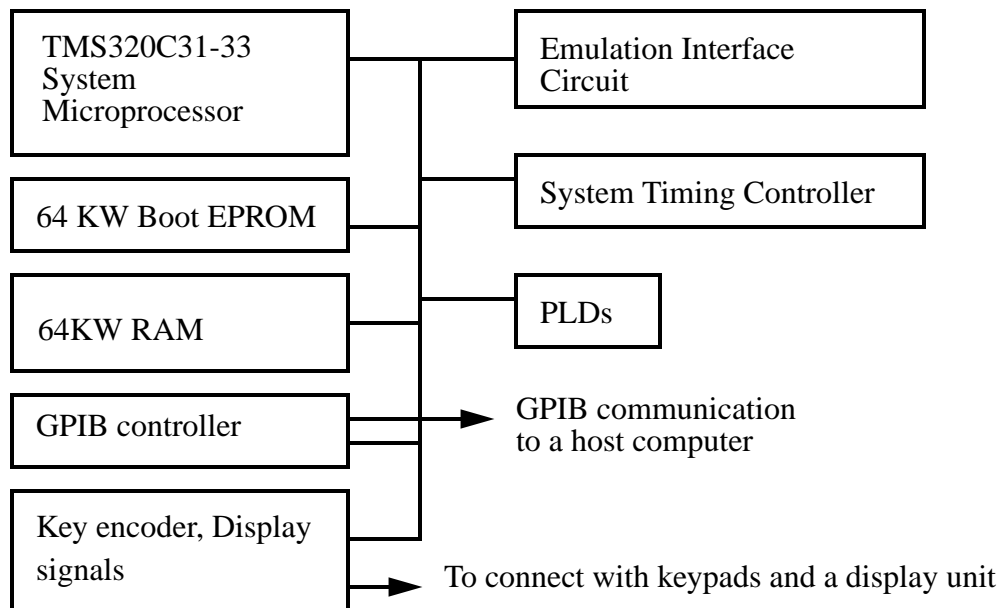 TMS320C31-33
System
Microprocessor
Emulation Interface
Circuit
64 KW Boot EPROM
System Timing Controller
64KW RAM
PLDs
GPIB controller
GPIB communication
to a host computer
Key encoder, Display
signals
To connect with keypads and a display unit